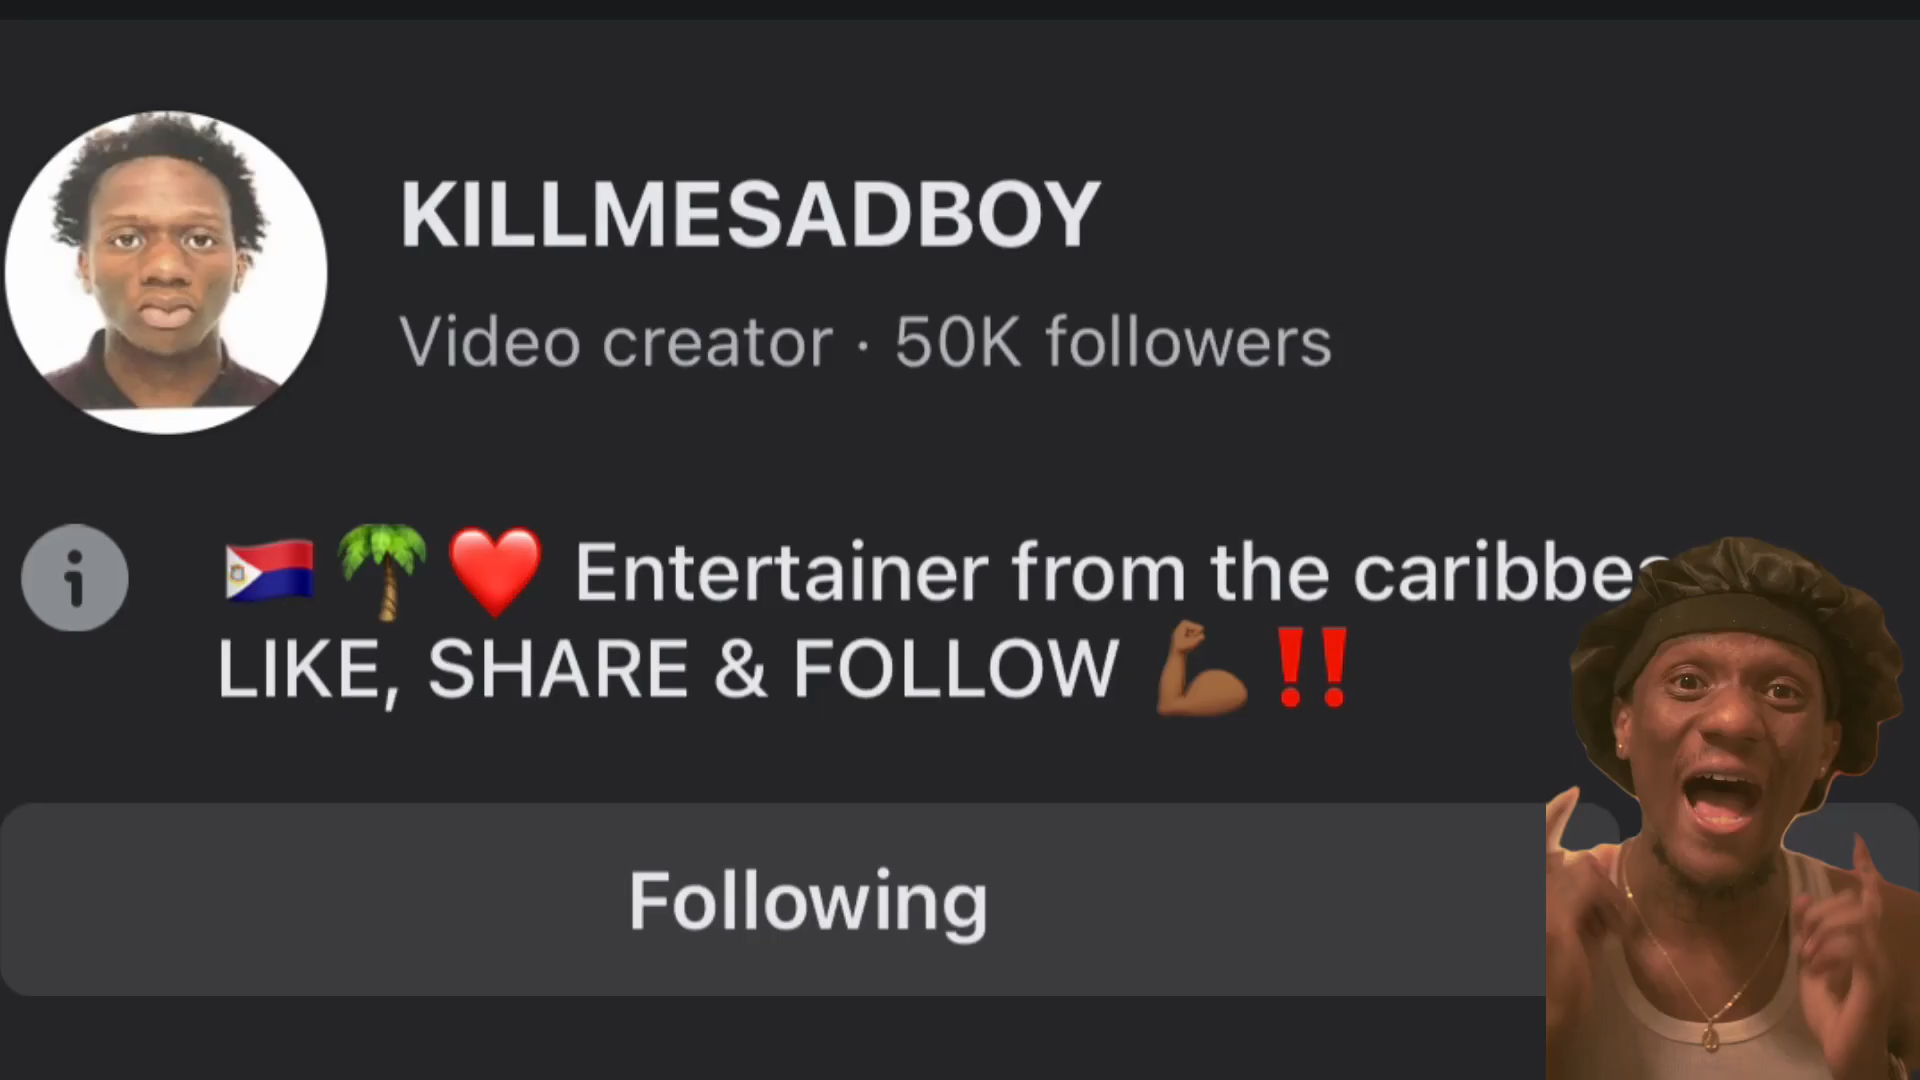 KILLMESADBOY
Video creator · 50K followers
🇸🇽🌴❤️ Entertainer from the caribbe
LIKE, SHARE & FOLLOW 💪🏾‼️
Following